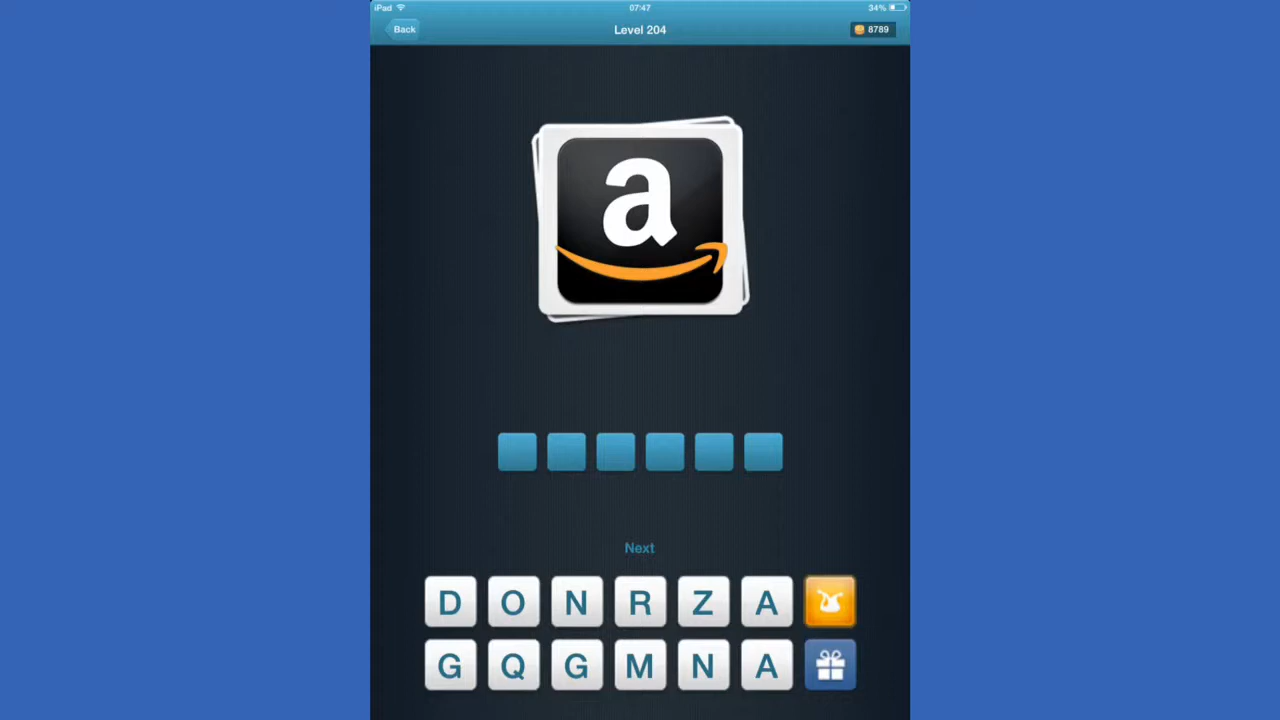 iPad 07:47 34%
Back Level 204 8789
a
Next
D O N R Z A
G Q G M N A